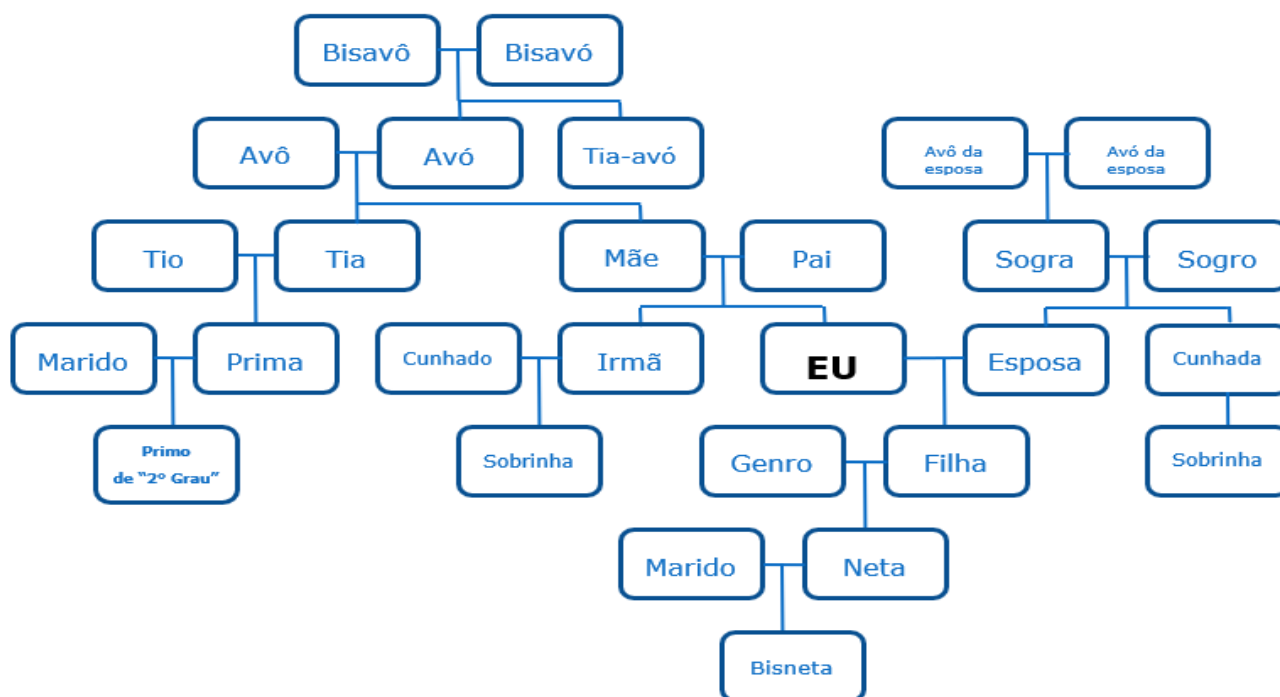 Bisavô
Bisavó
Avô
Avó
Tia-avó
Avô da
esposa
Avó da
esposa
Tio
Tia
Mãe
Pai
Sogra
Sogro
Marido
Prima
Cunhado
Irmã
EU
Esposa
Cunhada
Primo
de “2º Grau”
Sobrinha
Genro
Filha
Sobrinha
Marido
Neta
Bisneta